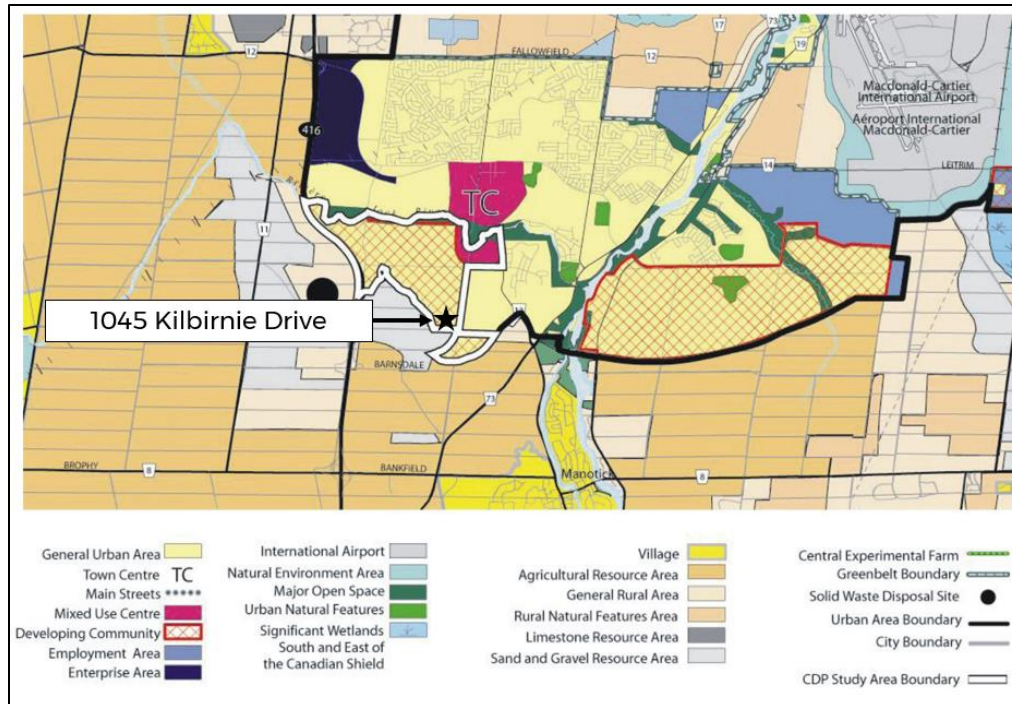 73
17
12
FALLOWFIELD
12
19
Macdonald-Cartier
International Airport
Aéroport International
Macdonald-Cartier
416
14
LEITRIM
TC
11
1045 Kilbirnie Drive
BARNSDALE
73
BROPHY
8
BANKFIELD
Manotick
8
General Urban Area
Town Centre TC
Main Streets
Mixed Use Centre
Developing Community
Employment Area
Enterprise Area
International Airport
Natural Environment Area
Major Open Space
Urban Natural Features
Significant Wetlands
South and East of
the Canadian Shield
Village
Agricultural Resource Area
General Rural Area
Rural Natural Features Area
Limestone Resource Area
Sand and Gravel Resource Area
Central Experimental Farm
Greenbelt Boundary
Solid Waste Disposal Site
Urban Area Boundary
City Boundary
CDP Study Area Boundary